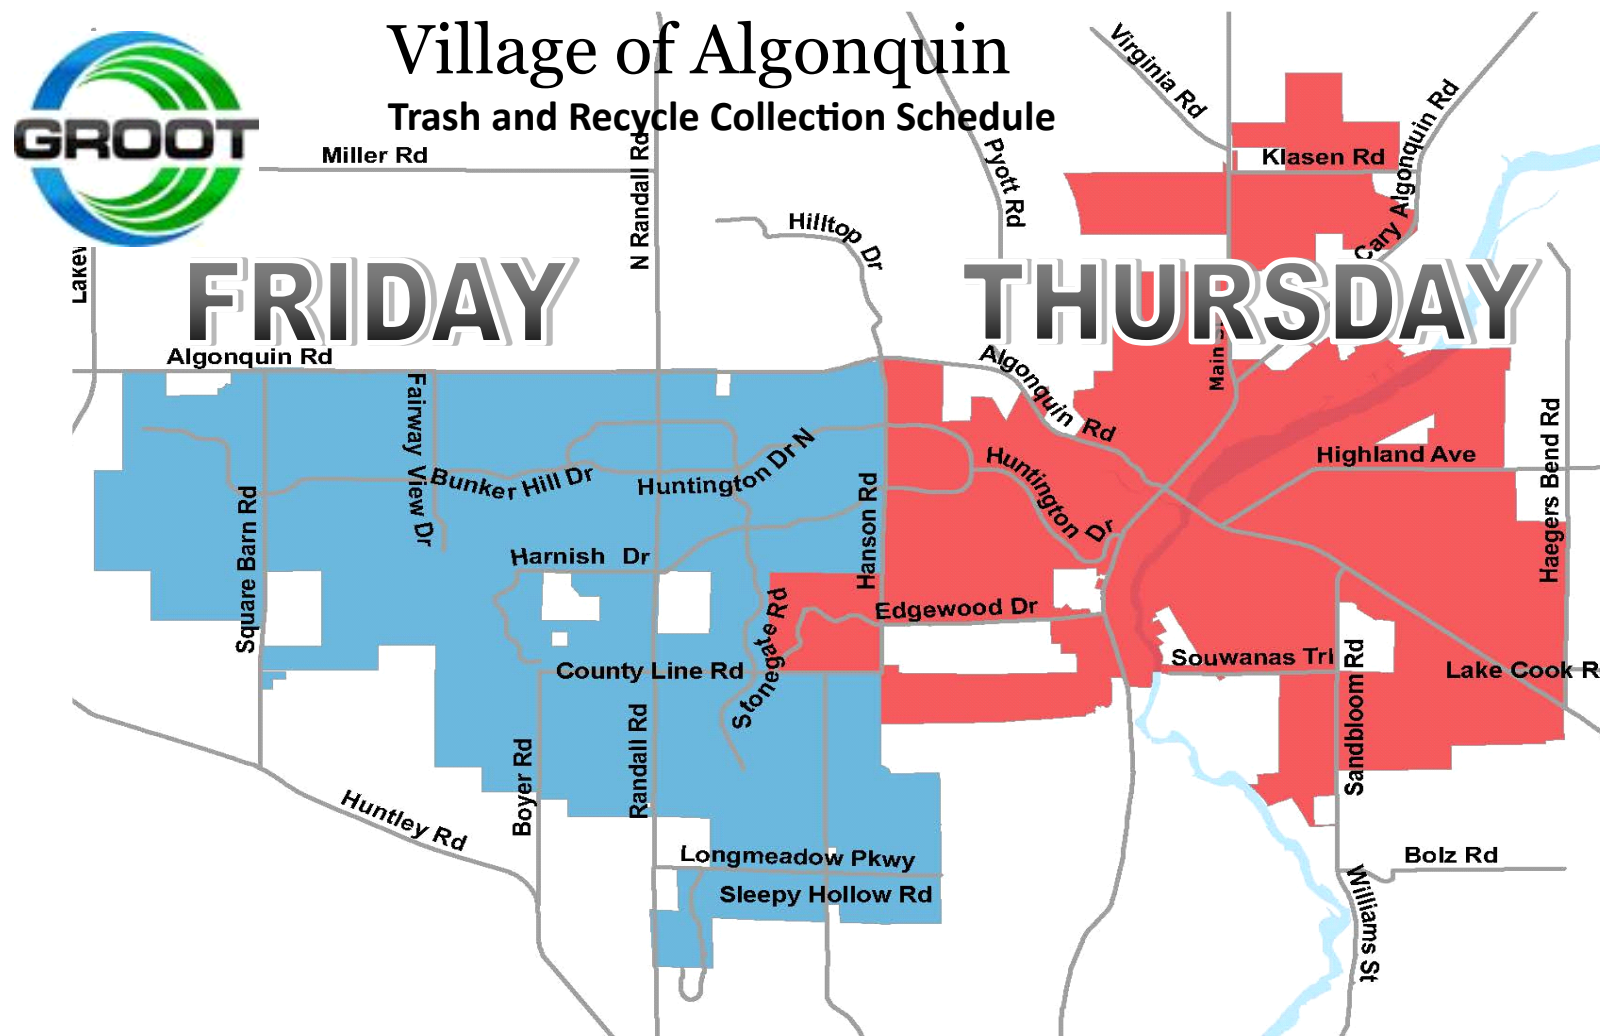 Village of Algonquin
Trash and Recycle Collection Schedule
GROOT
Miller Rd
N Randall Rd
Pyott Rd
Virginia Rd
Klasen Rd
Cary Algonquin Rd
Hilltop Dr
Lakew
FRIDAY
THURSDAY
Algonquin Rd
Algonquin Rd
Main
Fairway View Dr
Bunker Hill Dr
Huntington Dr N
Huntington Dr
Highland Ave
Haegers Bend Rd
Square Barn Rd
Hanson Rd
Harnish Dr
Stonegate Rd
Edgewood Dr
County Line Rd
Souwanas Trl
Sandbloom Rd
Lake Cook R
Boyer Rd
Randall Rd
Huntley Rd
Longmeadow Pkwy
Sleepy Hollow Rd
Bolz Rd
Williams St